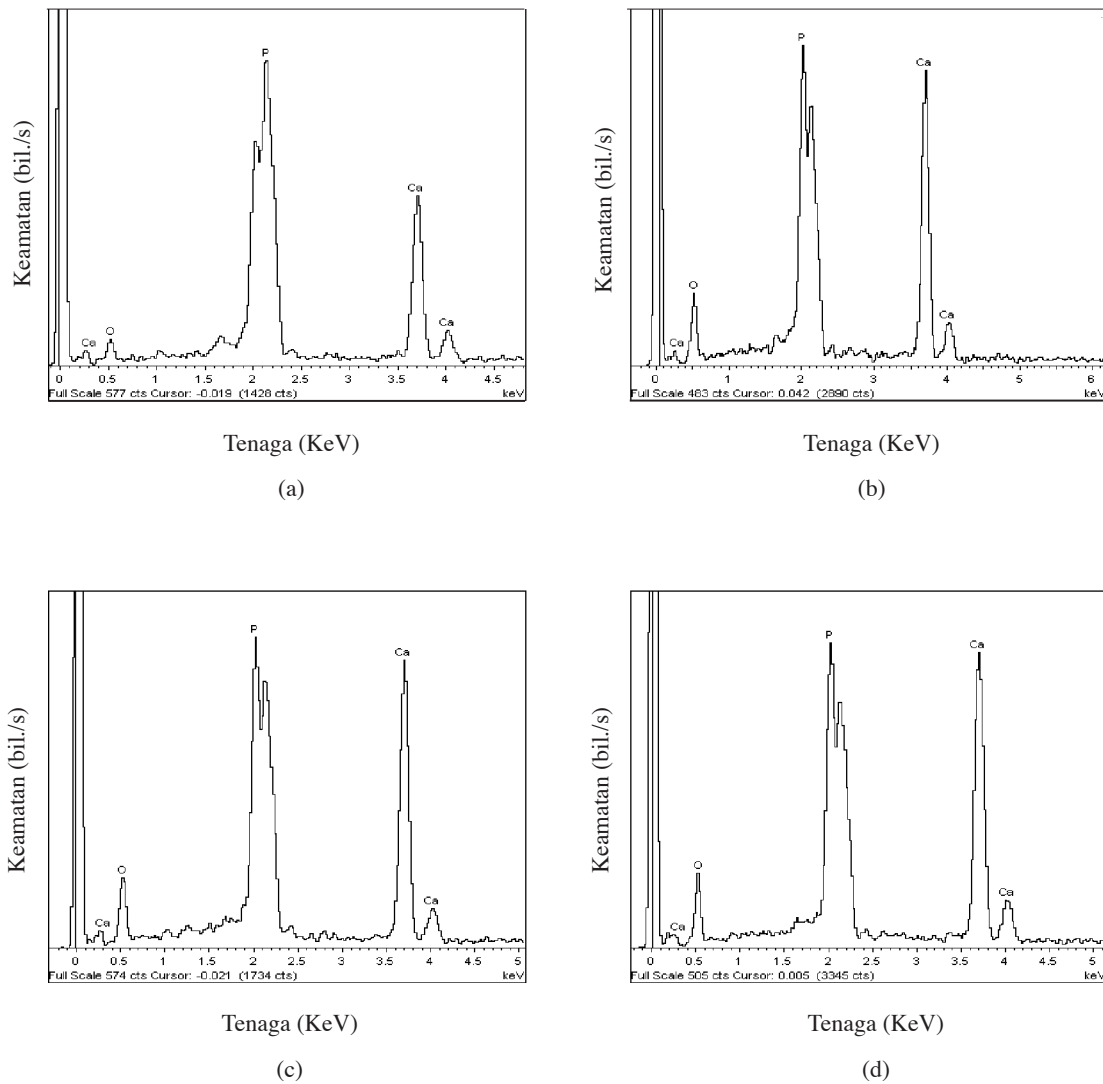 P
Ca
Ca
O
Ca
Keamatan (bil./s)
0 0.5 1 1.5 2 2.5 3 3.5 4 4.5
Full Scale 577 cts Cursor: -0.019 (1428 cts) keV
Tenaga (KeV)
(a)
P
Ca
O
Ca
Ca
Keamatan (bil./s)
0 1 2 3 4 5 6
Full Scale 483 cts Cursor: 0.042 (2890 cts) keV
Tenaga (KeV)
(b)
P
Ca
O
Ca
Ca
Keamatan (bil./s)
0 0.5 1 1.5 2 2.5 3 3.5 4 4.5 5
Full Scale 574 cts Cursor: -0.021 (1734 cts) keV
Tenaga (KeV)
(c)
P
Ca
O
Ca
Ca
Keamatan (bil./s)
0 0.5 1 1.5 2 2.5 3 3.5 4 4.5 5
Full Scale 505 cts Cursor: 0.005 (3345 cts) keV
Tenaga (KeV)
(d)